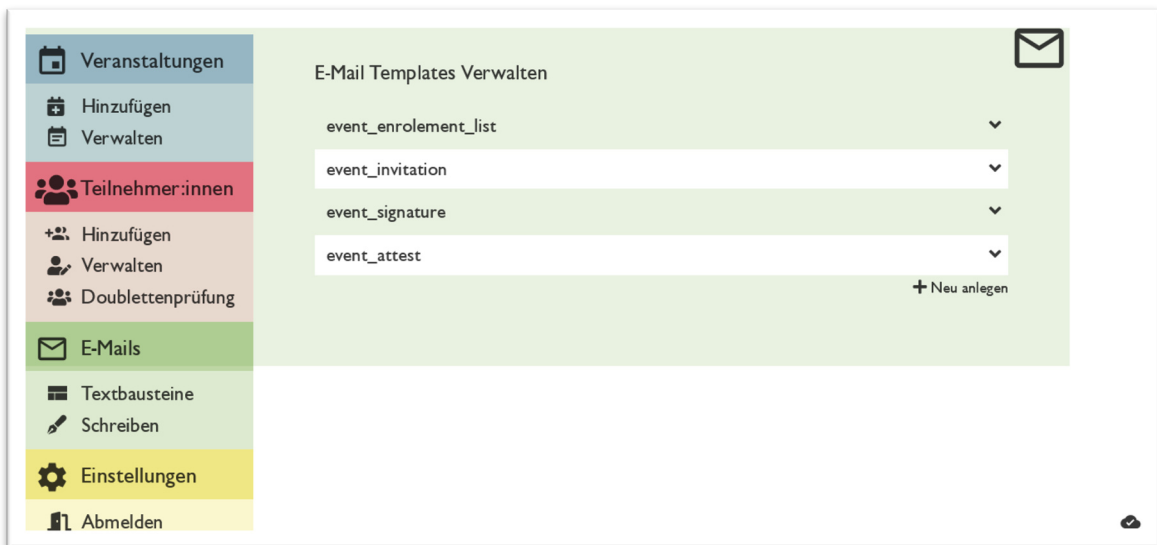 Veranstaltungen
Hinzufügen
Verwalten
Teilnehmer:innen
Hinzufügen
Verwalten
Doublettenprüfung
E-Mails
Textbausteine
Schreiben
Einstellungen
Abmelden
E-Mail Templates Verwalten
event_enrolement_list
event_invitation
event_signature
event_attest
Neu anlegen